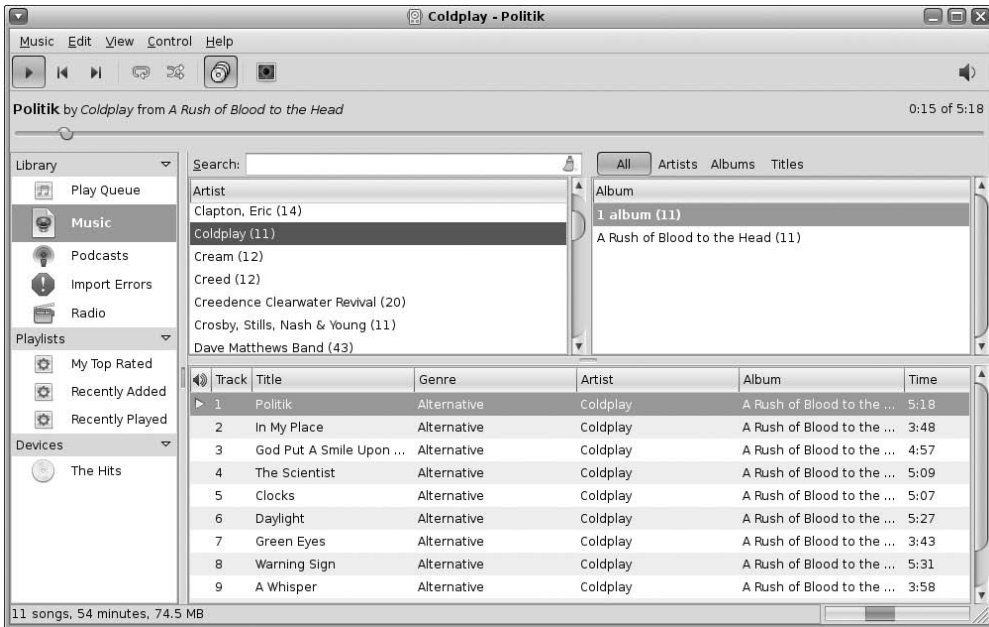 Coldplay - Politik
Music Edit View Control Help
Politik by Coldplay from A Rush of Blood to the Head 0:15 of 5:18
Library
Play Queue
Music
Podcasts
Import Errors
Radio
Playlists
My Top Rated
Recently Added
Recently Played
Devices
The Hits
Search:
All Artists Albums Titles
Artist
Clapton, Eric (14)
Coldplay (11)
Cream (12)
Creed (12)
Creedence Clearwater Revival (20)
Crosby, Stills, Nash & Young (11)
Dave Matthews Band (43)
Album
1 album (11)
A Rush of Blood to the Head (11)
Track Title Genre Artist Album Time
1 Politik Alternative Coldplay A Rush of Blood to the ... 5:18
2 In My Place Alternative Coldplay A Rush of Blood to the ... 3:48
3 God Put A Smile Upon ... Alternative Coldplay A Rush of Blood to the ... 4:57
4 The Scientist Alternative Coldplay A Rush of Blood to the ... 5:09
5 Clocks Alternative Coldplay A Rush of Blood to the ... 5:07
6 Daylight Alternative Coldplay A Rush of Blood to the ... 5:27
7 Green Eyes Alternative Coldplay A Rush of Blood to the ... 3:43
8 Warning Sign Alternative Coldplay A Rush of Blood to the ... 5:31
9 A Whisper Alternative Coldplay A Rush of Blood to the ... 3:58
11 songs, 54 minutes, 74.5 MB